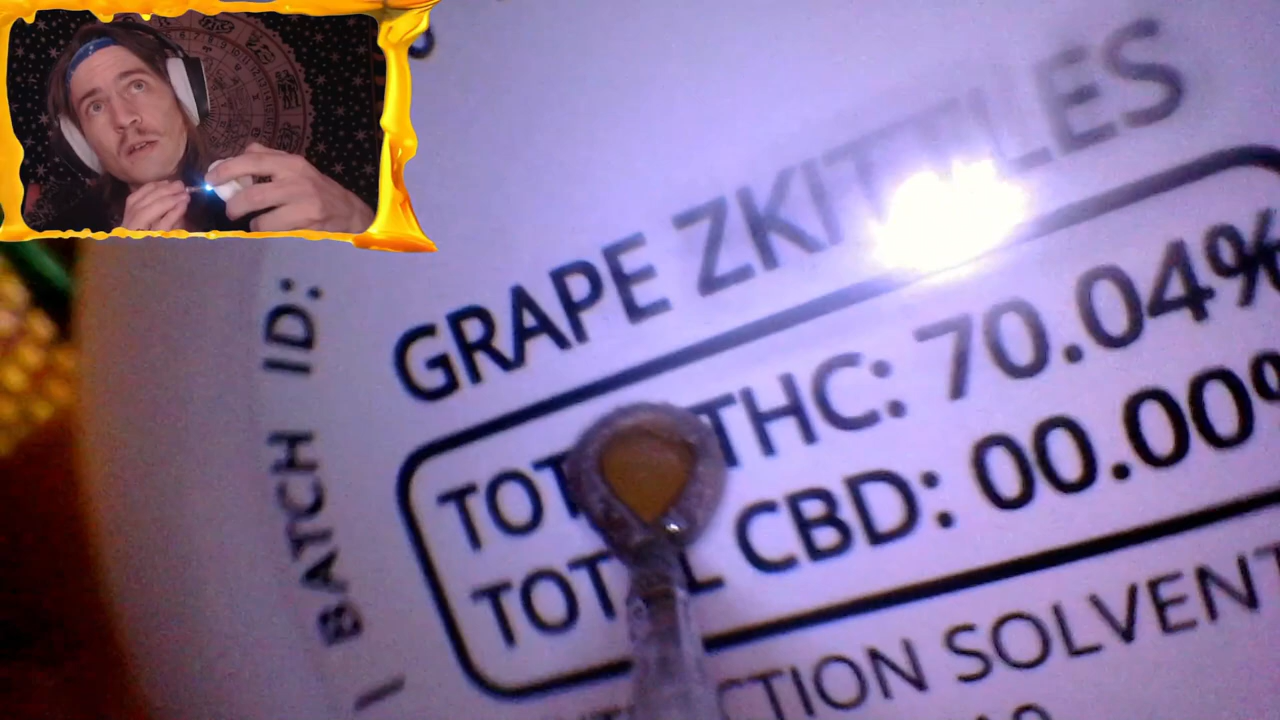 GRAPE ZKITTLES
THC: 70.04%
CBD: 00.00%
SOLVENT
BATCH ID: